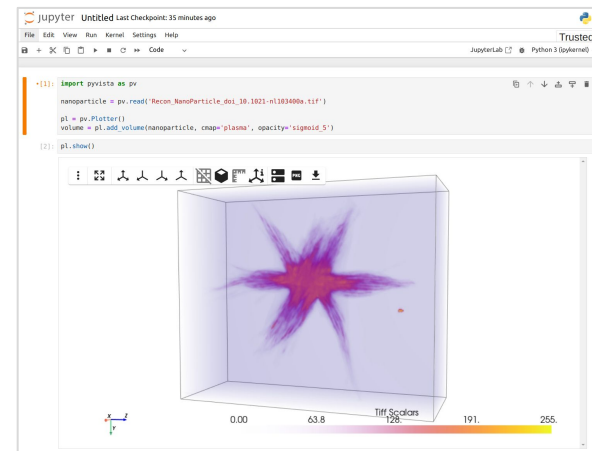 jupyter Untitled Last Checkpoint: 35 minutes ago
File Edit View Run Kernel Settings Help Trusted
Code JupyterLab Python 3 (ipykernel)
[1]: import pyvista as pv
nanoparticle = pv.read('Recon_NanoParticle_doi_10.1021-nl103400a.tif')
pl = pv.Plotter()
volume = pl.add_volume(nanoparticle, cmap='plasma', opacity='sigmoid_5')
[2]: pl.show()
PNG
Tiff Scalars
0.00 63.8 128. 191. 255.
X Z
Y